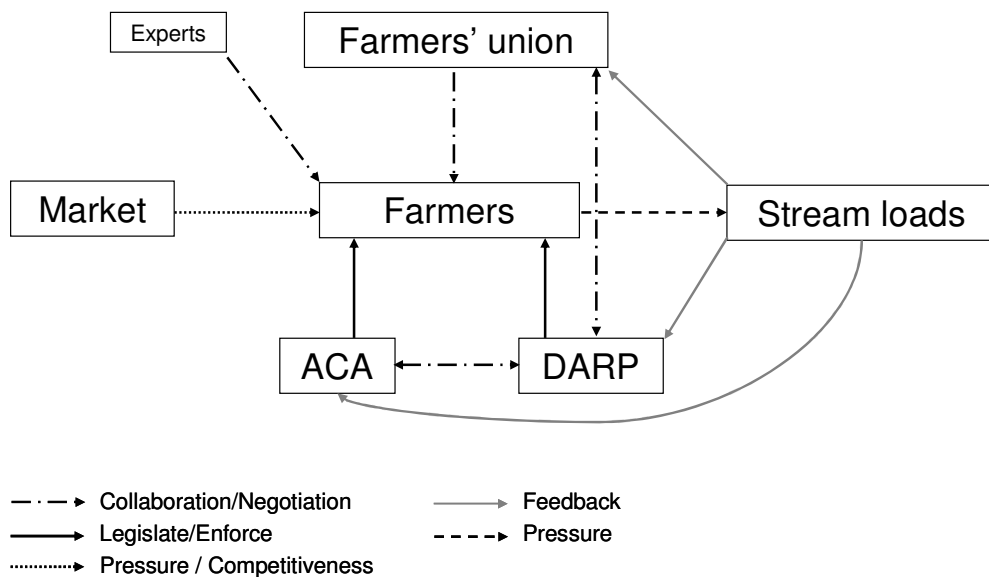 Experts
Farmers’ union
Market
Farmers
Stream loads
ACA
DARP
Collaboration/Negotiation
Feedback
Legislate/Enforce
Pressure
Pressure / Competitiveness